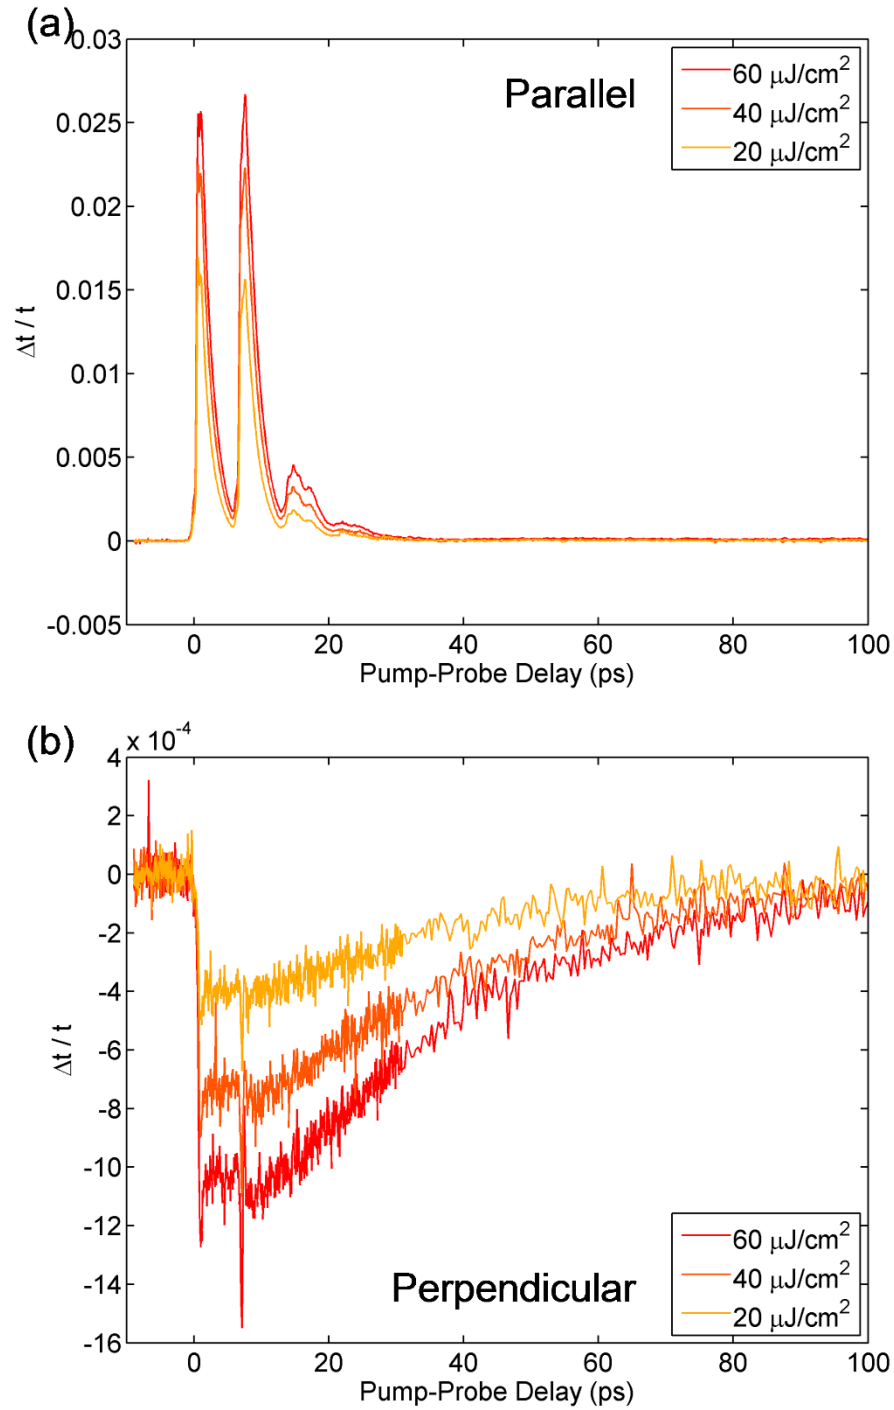 (a)
0.03
0.025
0.02
0.015
0.01
0.005
0
-0.005
Δt / t
Parallel
60 μJ/cm²
40 μJ/cm²
20 μJ/cm²
0 20 40 60 80 100
Pump-Probe Delay (ps)
(b)
x 10⁻⁴
4
2
0
-2
-4
-6
-8
-10
-12
-14
-16
Δt / t
Perpendicular
60 μJ/cm²
40 μJ/cm²
20 μJ/cm²
0 20 40 60 80 100
Pump-Probe Delay (ps)